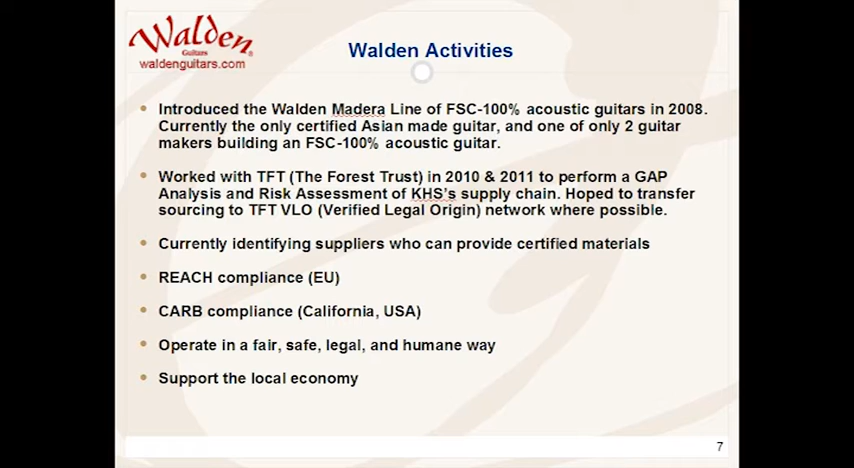 Walden
Guitars
®
waldenguitars.com
Walden Activities
Introduced the Walden Madera Line of FSC-100% acoustic guitars in 2008.
Currently the only certified Asian made guitar, and one of only 2 guitar
makers building an FSC-100% acoustic guitar.
Worked with TFT (The Forest Trust) in 2010 & 2011 to perform a GAP
Analysis and Risk Assessment of KHS's supply chain. Hoped to transfer
sourcing to TFT VLO (Verified Legal Origin) network where possible.
Currently identifying suppliers who can provide certified materials
REACH compliance (EU)
CARB compliance (California, USA)
Operate in a fair, safe, legal, and humane way
Support the local economy
7